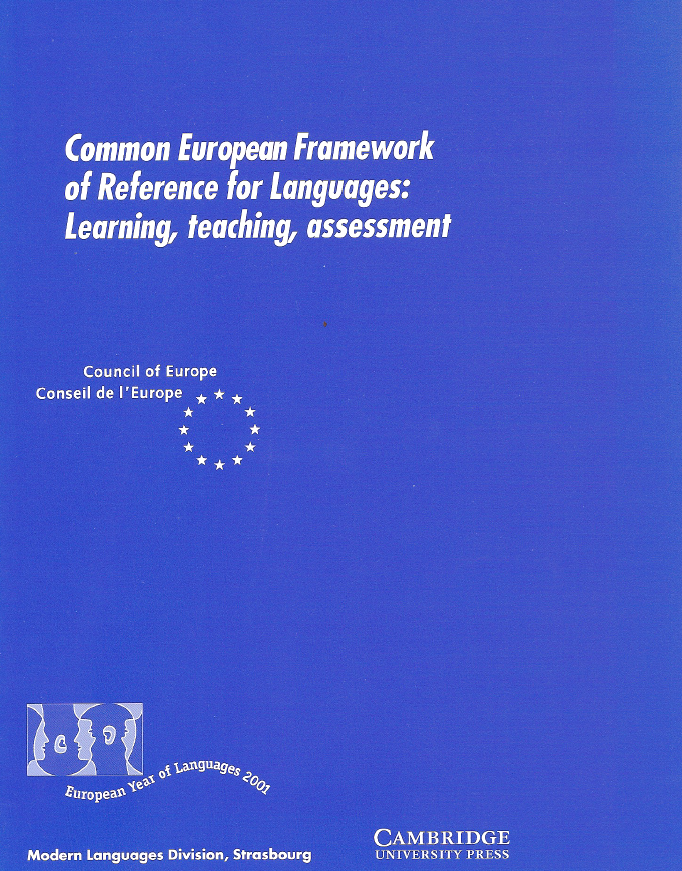 Common European Framework
of Reference for Languages:
Learning, teaching, assessment
Council of Europe
Conseil de l'Europe
European Year of Languages 2001
Modern Languages Division, Strasbourg
CAMBRIDGE
UNIVERSITY PRESS